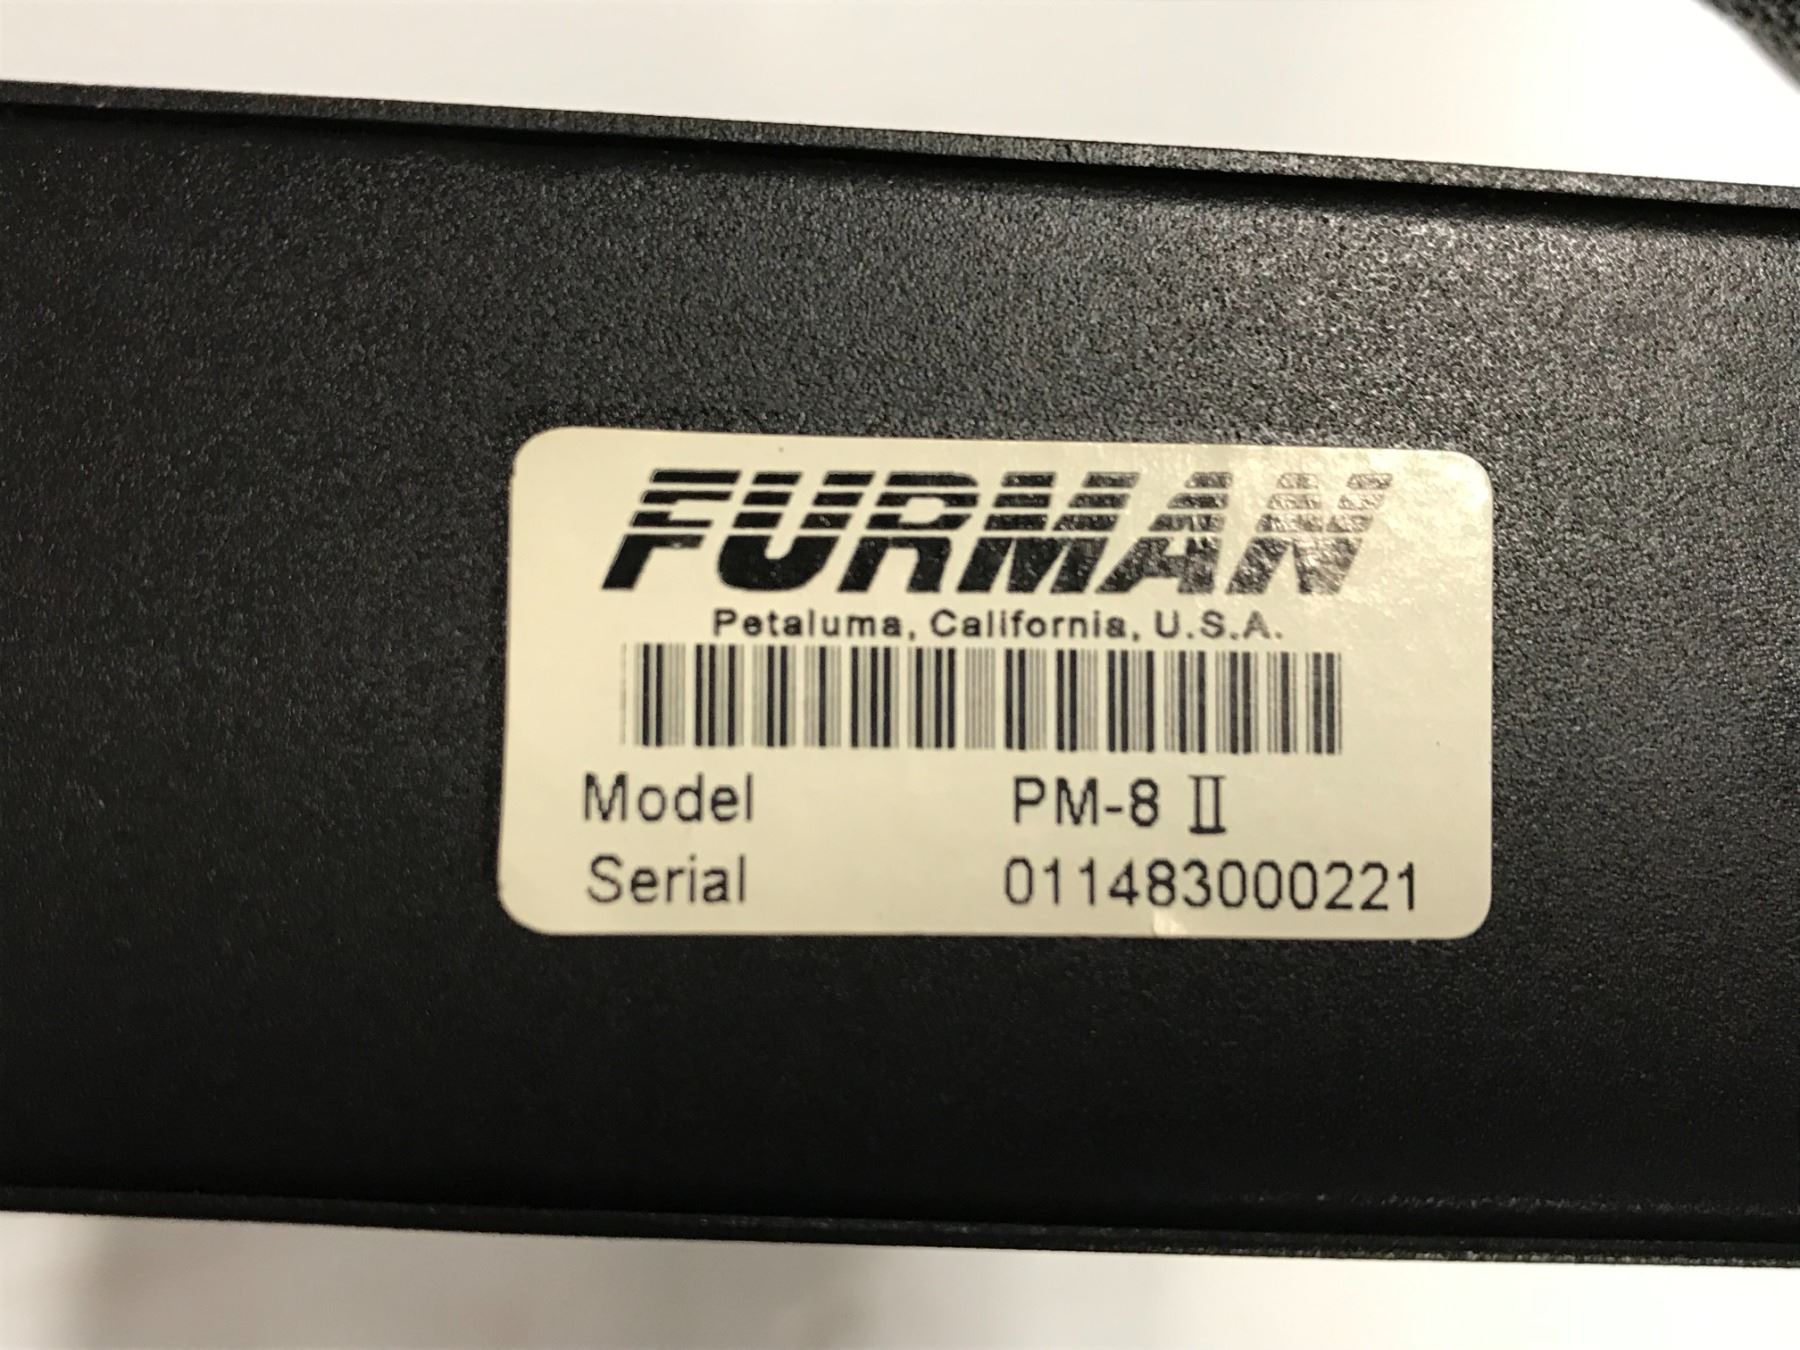 FURMAN
Petaluma, California, U.S.A.
Model PM-8 II
Serial 011483000221